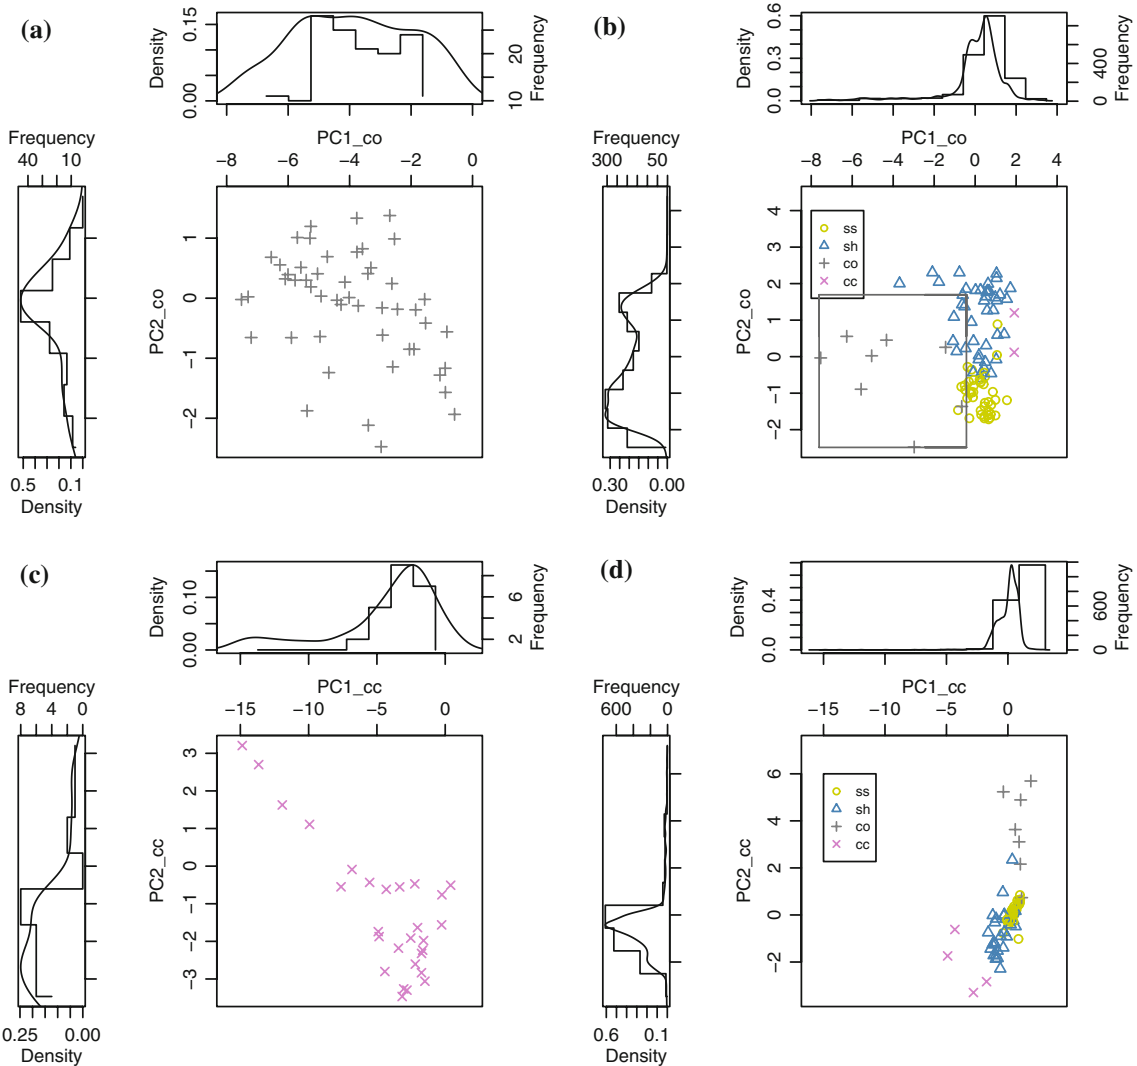 (a)
Density
0.00 0.15
10 20
Frequency
PC1_co
−8 −6 −4 −2 0
Frequency
40 10
0.5 0.1
Density
PC2_co
1
0
−1
−2
(b)
Density
0.0 0.3 0.6
0 400
Frequency
PC1_co
−8 −6 −4 −2 0 2 4
Frequency
300 50
0.30 0.00
Density
PC2_co
4
3
2
1
0
−1
−2
ss
sh
co
cc
(c)
Density
0.00 0.10
2 6
Frequency
PC1_cc
−15 −10 −5 0
Frequency
8 4 0
0.25 0.00
Density
PC2_cc
3
2
1
0
−1
−2
−3
(d)
Density
0.0 0.4
0 600
Frequency
PC1_cc
−15 −10 −5 0
Frequency
600 0
0.6 0.1
Density
PC2_cc
6
4
2
0
−2
ss
sh
co
cc